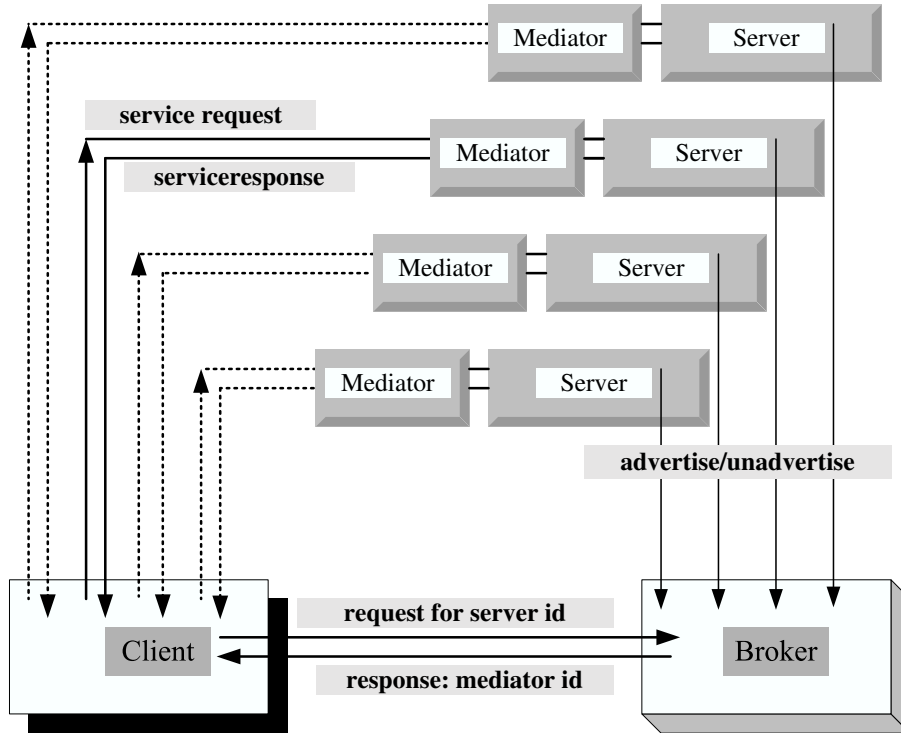 Mediator Server
service request
Mediator Server
serviceresponse
Mediator Server
Mediator Server
advertise/unadvertise
request for server id
Client Broker
response: mediator id